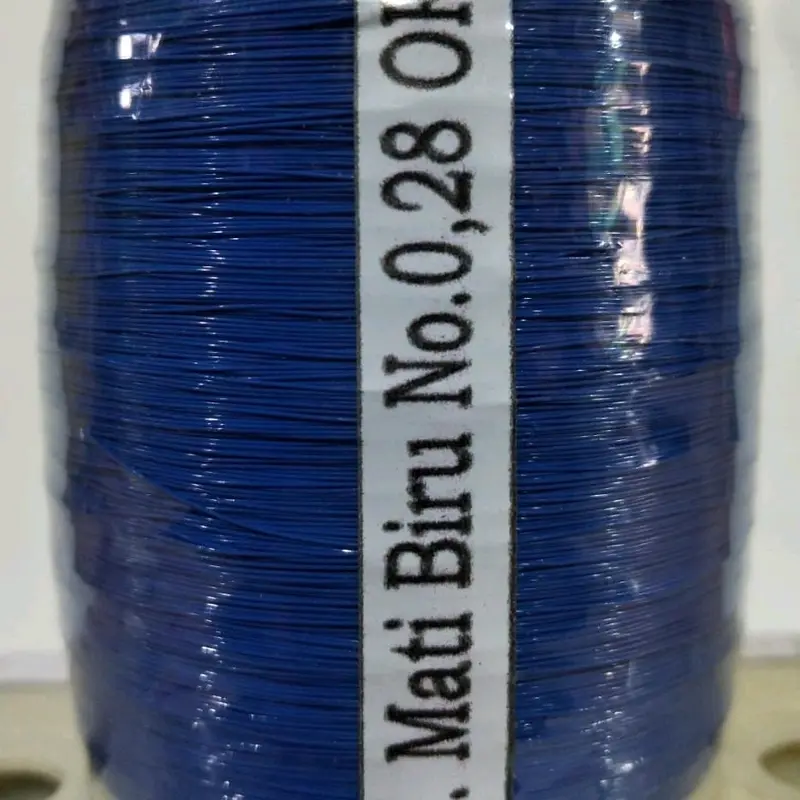 . Mati Biru No.0,28